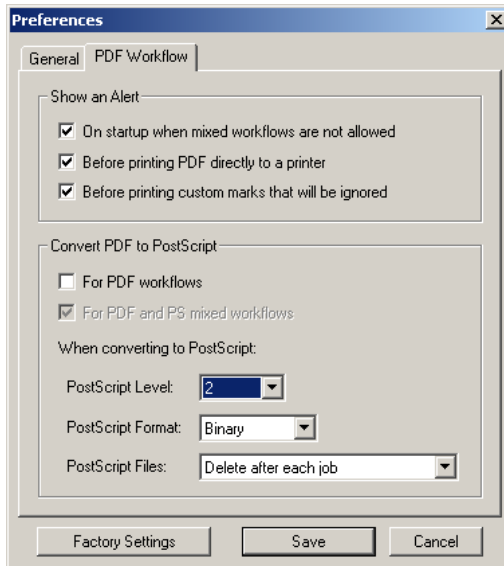 Preferences
General PDF Workflow
Show an Alert
On startup when mixed workflows are not allowed
Before printing PDF directly to a printer
Before printing custom marks that will be ignored
Convert PDF to PostScript
For PDF workflows
For PDF and PS mixed workflows
When converting to PostScript:
PostScript Level: 2
PostScript Format: Binary
PostScript Files: Delete after each job
Factory Settings Save Cancel